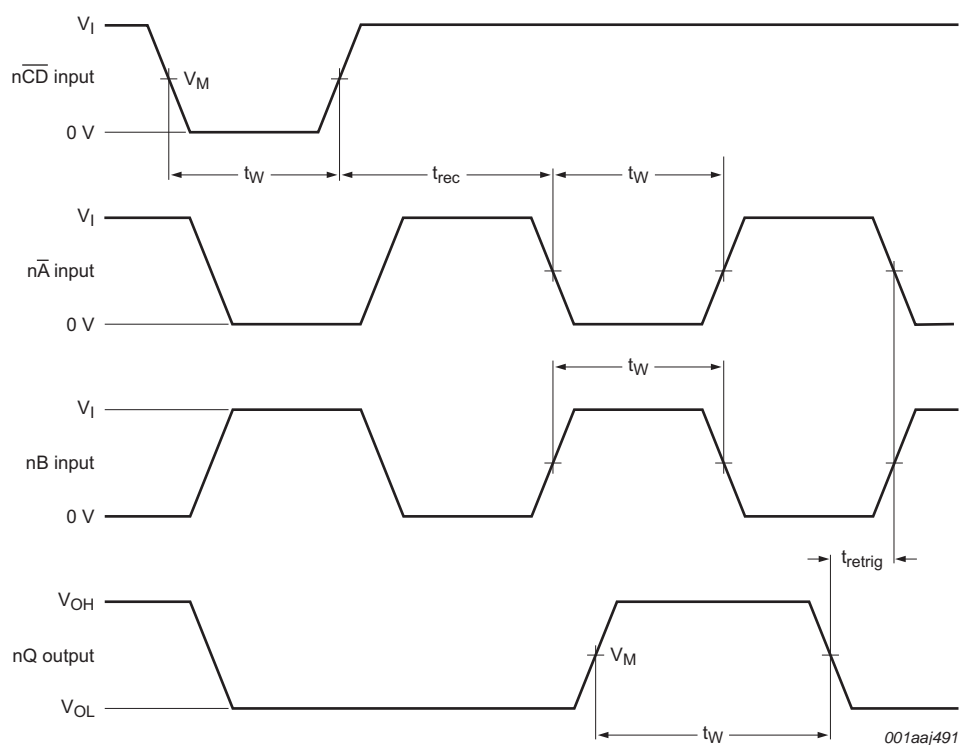 V_I
nC̅D̅ input
V_M
0 V
t_W
t_rec
t_W
V_I
nA̅ input
0 V
t_W
V_I
nB input
0 V
t_retrig
V_OH
nQ output
V_M
V_OL
t_W
001aaj491